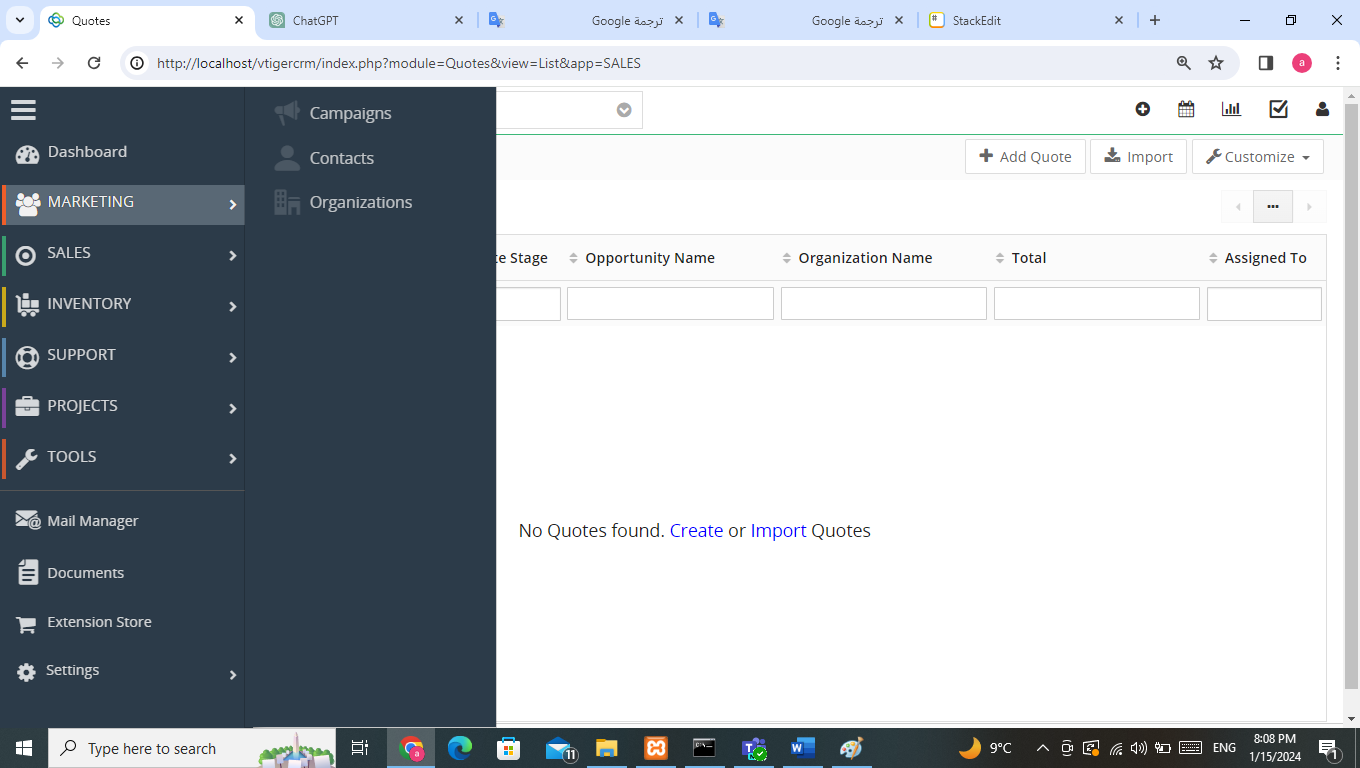 Quotes
ChatGPT
ترجمة Google
ترجمة Google
StackEdit
http://localhost/vtigercrm/index.php?module=Quotes&view=List&app=SALES
a
Campaigns
Contacts
Organizations
Dashboard
MARKETING
SALES
INVENTORY
SUPPORT
PROJECTS
TOOLS
Mail Manager
Documents
Extension Store
Settings
Add Quote
Import
Customize
Stage
Opportunity Name
Organization Name
Total
Assigned To
No Quotes found. Create or Import Quotes
Type here to search
a
11
9°C
ENG
8:08 PM
1/15/2024
1